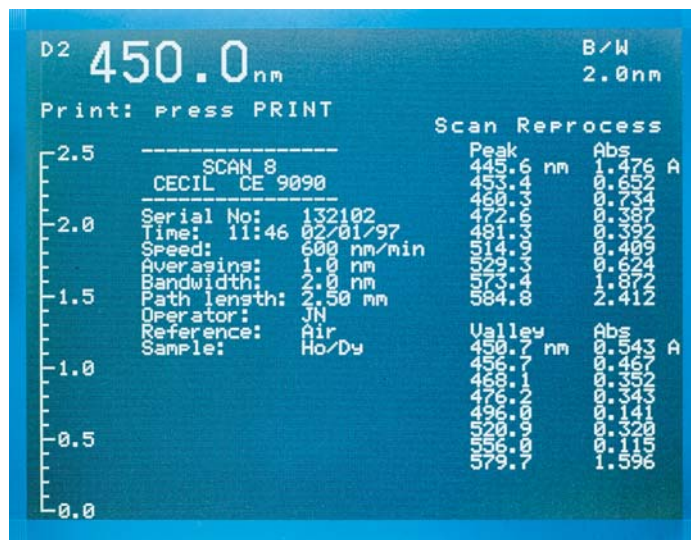 D2 450.0nm
B/W
2.0nm
Print: press PRINT
Scan Reprocess
2.5
2.0
1.5
1.0
0.5
0.0
----------------
SCAN 8
CECIL CE 9090
----------------
Serial No: 132102
Time: 11:46 02/01/97
Speed: 600 nm/min
Averaging: 1.0 nm
Bandwidth: 2.0 nm
Path length: 2.50 mm
Operator: JN
Reference: Air
Sample: Ho/Dy
Peak Abs
445.6 nm 1.476 A
453.4 0.652
460.3 0.734
472.6 0.387
481.3 0.392
514.9 0.409
529.3 0.624
573.4 1.872
584.8 2.412
Valley Abs
450.7 nm 0.543 A
456.7 0.467
468.1 0.352
476.2 0.343
496.0 0.141
520.9 0.320
556.0 0.115
579.7 1.596